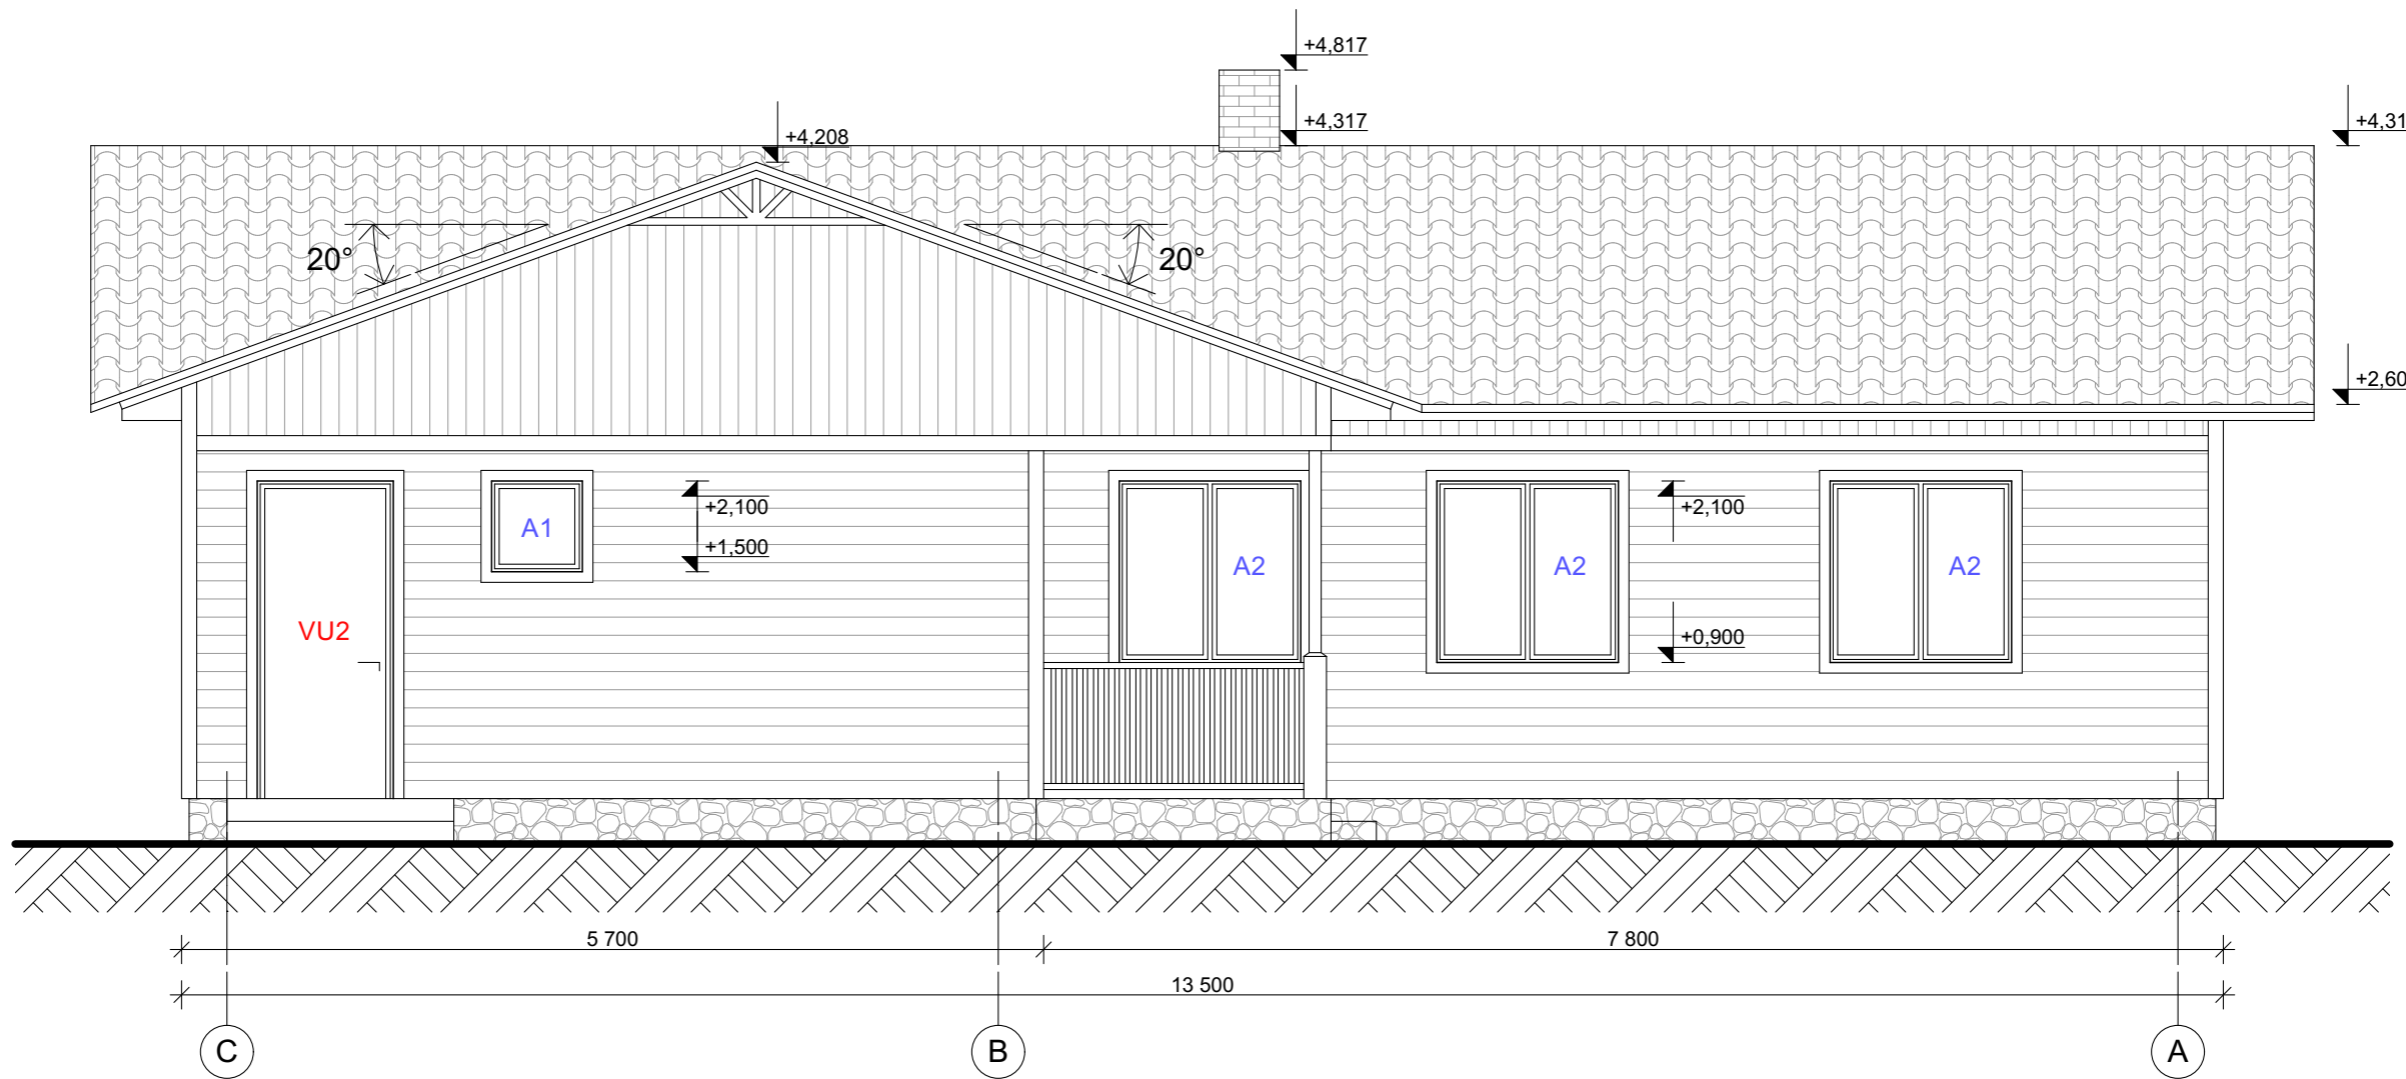 +4,817
+4,317
+4,31
+4,208
20°
20°
+2,60
A1
+2,100
+1,500
+2,100
A2
A2
A2
VU2
+0,900
5 700
7 800
13 500
C
B
A